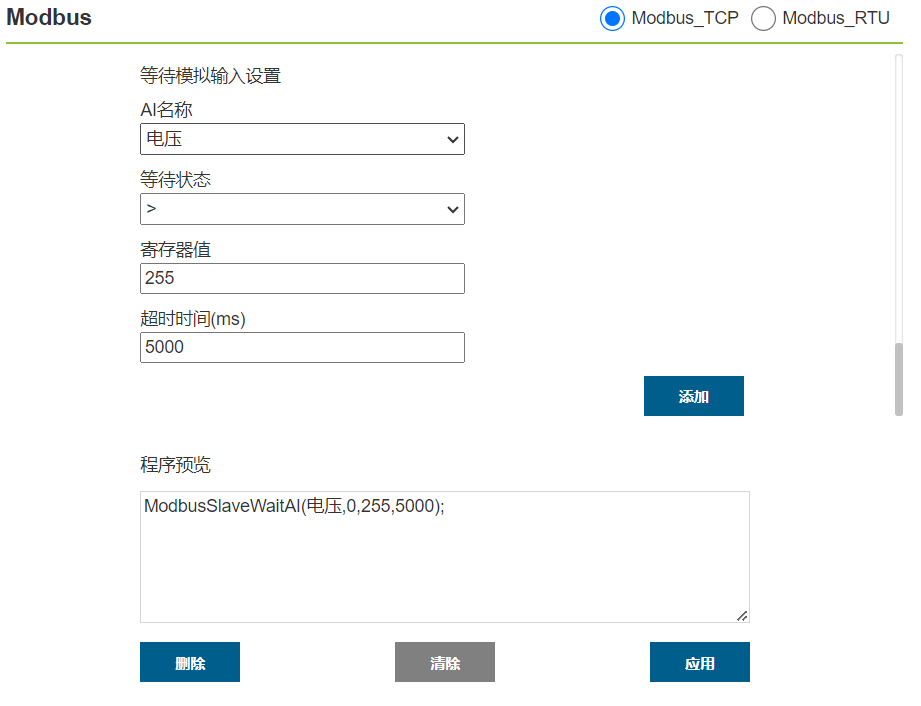 Modbus
Modbus_TCP Modbus_RTU
等待模拟输入设置
AI名称
电压
等待状态
>
寄存器值
255
超时时间(ms)
5000
添加
程序预览
ModbusSlaveWaitAI(电压,0,255,5000);
删除 清除 应用